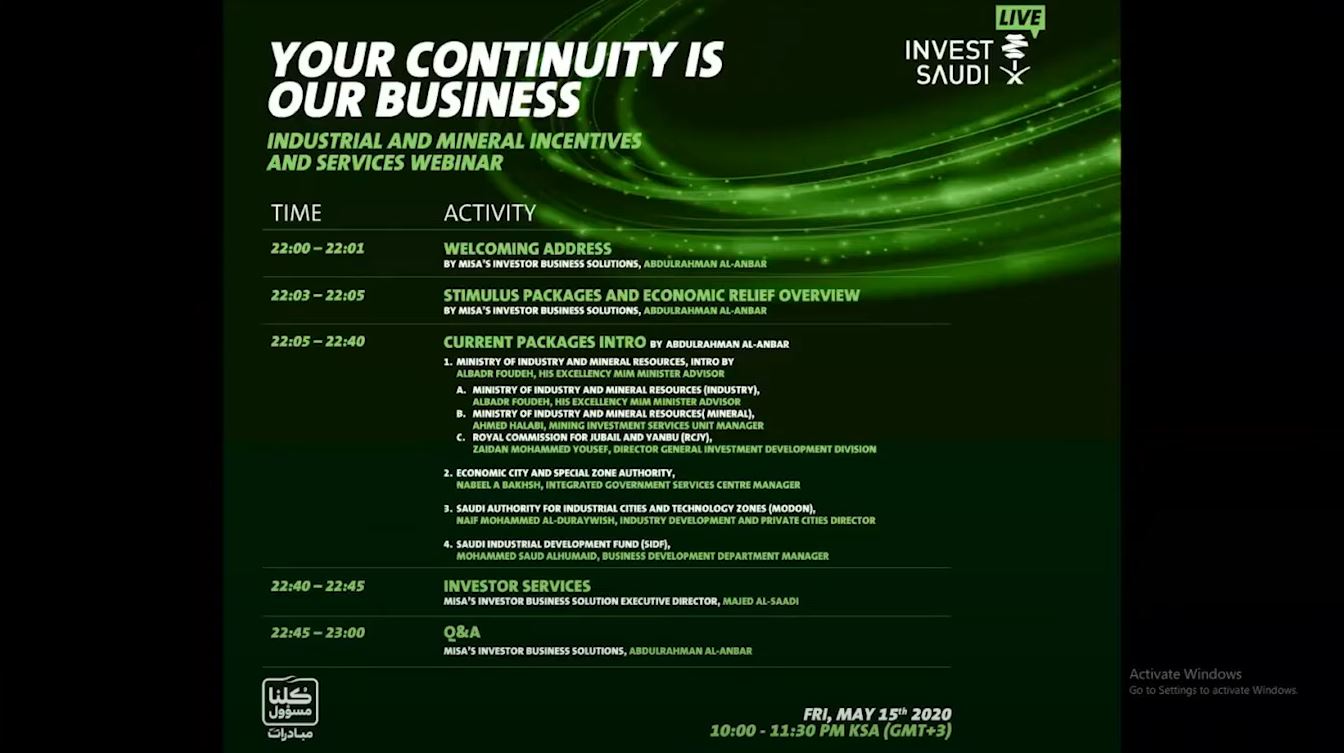 LIVE
INVEST
SAUDI
YOUR CONTINUITY IS
OUR BUSINESS
INDUSTRIAL AND MINERAL INCENTIVES
AND SERVICES WEBINAR
TIME ACTIVITY
22:00 – 22:01 WELCOMING ADDRESS
BY MISA'S INVESTOR BUSINESS SOLUTIONS, ABDULRAHMAN AL-ANBAR
22:03 – 22:05 STIMULUS PACKAGES AND ECONOMIC RELIEF OVERVIEW
BY MISA'S INVESTOR BUSINESS SOLUTIONS, ABDULRAHMAN AL-ANBAR
22:05 – 22:40 CURRENT PACKAGES INTRO BY ABDULRAHMAN AL-ANBAR
1. MINISTRY OF INDUSTRY AND MINERAL RESOURCES, INTRO BY
ALBADR FOUDEH, HIS EXCELLENCY MIM MINISTER ADVISOR
A. MINISTRY OF INDUSTRY AND MINERAL RESOURCES (INDUSTRY),
ALBADR FOUDEH, HIS EXCELLENCY MIM MINISTER ADVISOR
B. MINISTRY OF INDUSTRY AND MINERAL RESOURCES( MINERAL),
AHMED HALABI, MINING INVESTMENT SERVICES UNIT MANAGER
C. ROYAL COMMISSION FOR JUBAIL AND YANBU (RCJY),
ZAIDAN MOHAMMED YOUSEF, DIRECTOR GENERAL INVESTMENT DEVELOPMENT DIVISION
2. ECONOMIC CITY AND SPECIAL ZONE AUTHORITY,
NABEEL A BAKHSH, INTEGRATED GOVERNMENT SERVICES CENTRE MANAGER
3. SAUDI AUTHORITY FOR INDUSTRIAL CITIES AND TECHNOLOGY ZONES (MODON),
NAIF MOHAMMED AL-DURAYWISH, INDUSTRY DEVELOPMENT AND PRIVATE CITIES DIRECTOR
4. SAUDI INDUSTRIAL DEVELOPMENT FUND (SIDF),
MOHAMMED SAUD ALHUMAID, BUSINESS DEVELOPMENT DEPARTMENT MANAGER
22:40 – 22:45 INVESTOR SERVICES
MISA'S INVESTOR BUSINESS SOLUTION EXECUTIVE DIRECTOR, MAJED AL-SAADI
22:45 – 23:00 Q&A
MISA'S INVESTOR BUSINESS SOLUTIONS, ABDULRAHMAN AL-ANBAR
كلنا
مسؤول
مبادرات
FRI, MAY 15th 2020
10:00 - 11:30 PM KSA (GMT+3)
Activate Windows
Go to Settings to activate Windows.